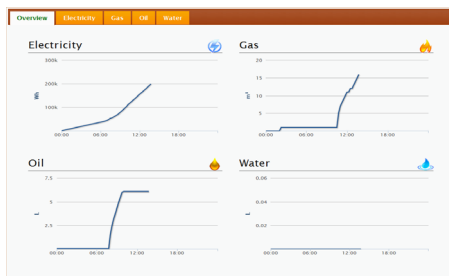 Overview Electricity Gas Oil Water
Electricity
300k
200k
100k
Wh
00:00 06:00 12:00 18:00
Gas
20
15
10
5
m³
00:00 06:00 12:00 18:00
Oil
7.5
5
2.5
L
00:00 06:00 12:00 18:00
Water
0.06
0.04
0.02
L
00:00 06:00 12:00 18:00